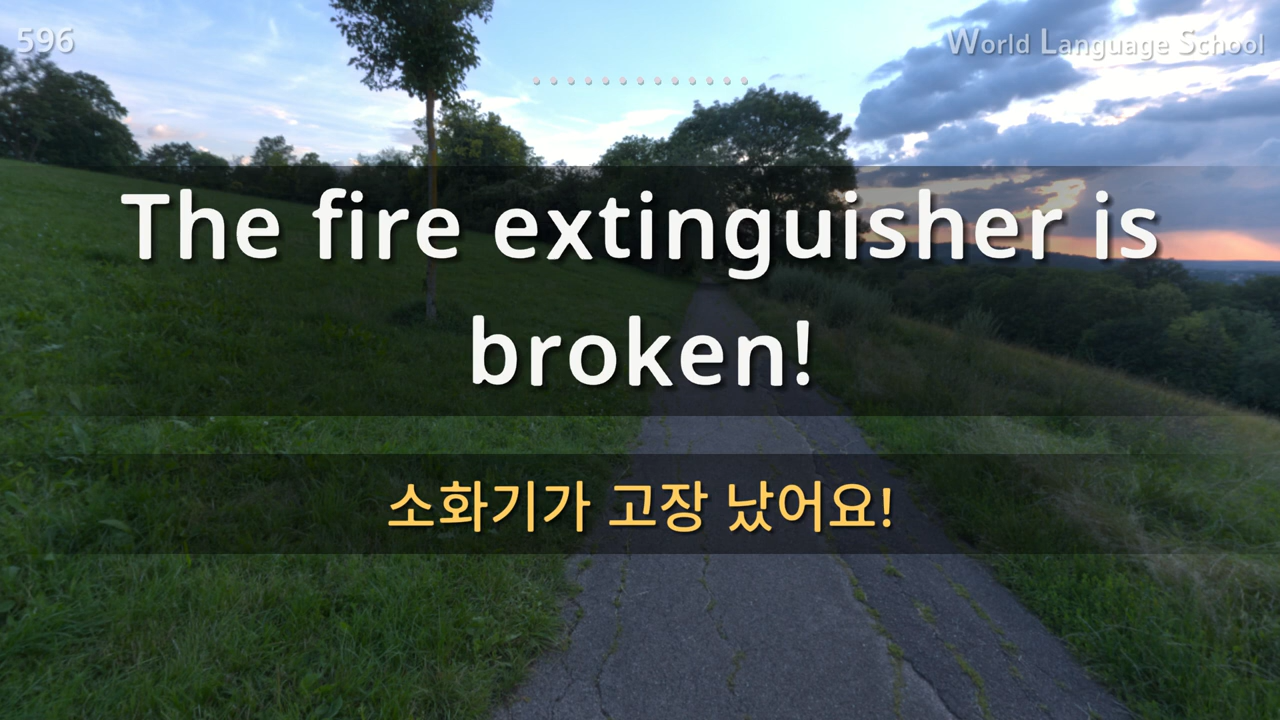 596
World Language School
The fire extinguisher is
broken!
소화기가 고장 났어요!